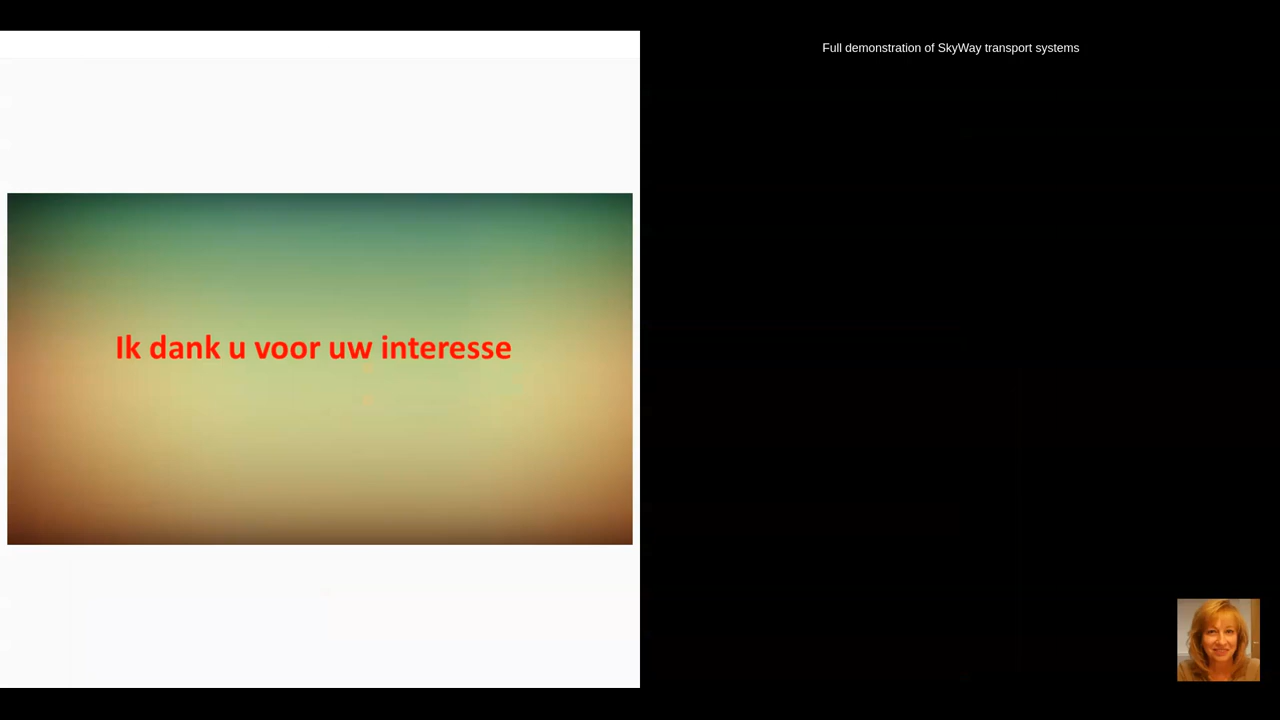 Full demonstration of SkyWay transport systems
Ik dank u voor uw interesse